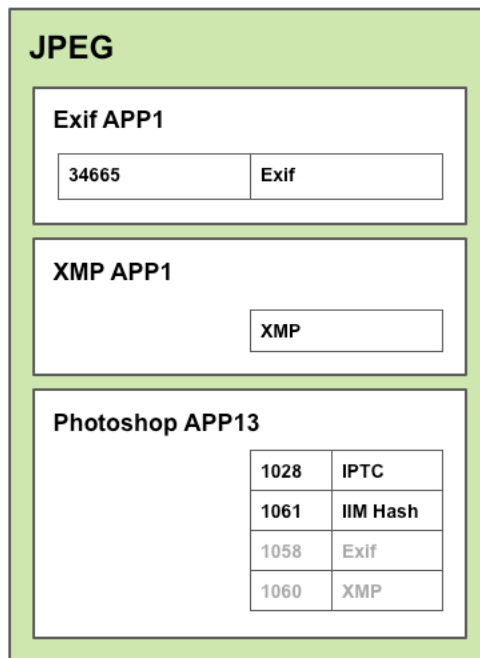 JPEG
Exif APP1
34665 Exif
XMP APP1
XMP
Photoshop APP13
1028 IPTC
1061 IIM Hash
1058 Exif
1060 XMP